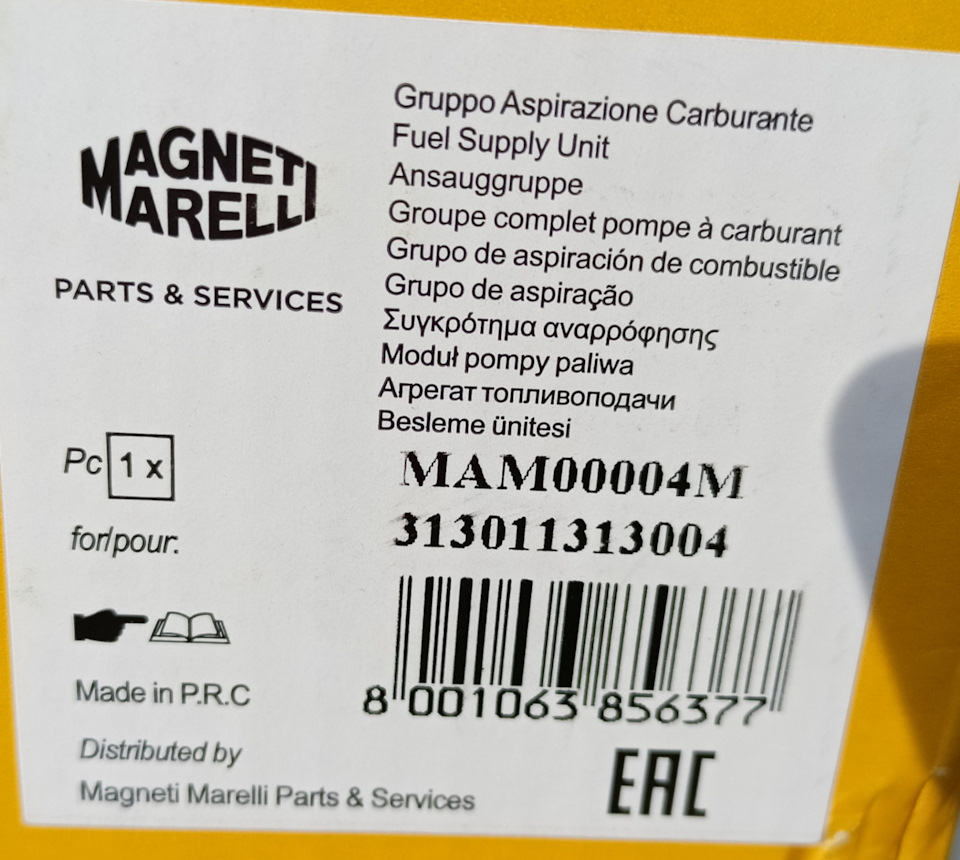 MAGNETI
MARELLI
PARTS & SERVICES
Gruppo Aspirazione Carburante
Fuel Supply Unit
Ansauggruppe
Groupe complet pompe à carburant
Grupo de aspiración de combustible
Grupo de aspiração
Συγκρότημα αναρρόφησης
Moduł pompy paliwa
Агрегат топливоподачи
Besleme ünitesi
MAM00004M
313011313004
Pc 1 x
for/pour:
8 001063 856377
Made in P.R.C
Distributed by
Magneti Marelli Parts & Services
EAC